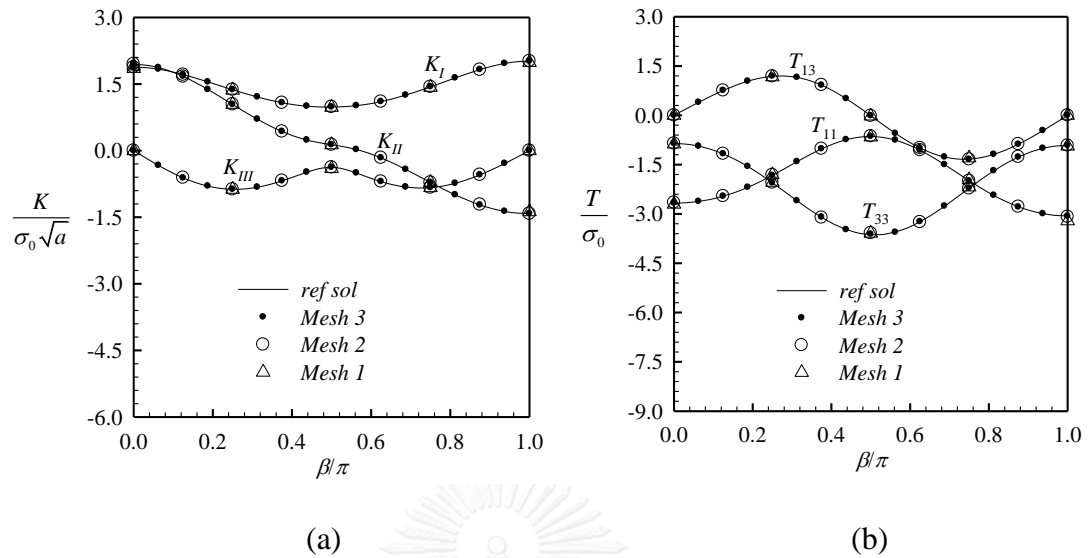 3.0
1.5
0.0
-1.5
-3.0
-4.5
-6.0
K
σ₀√a
K_I
K_II
K_III
ref sol
Mesh 3
Mesh 2
Mesh 1
0.0 0.2 0.4 0.6 0.8 1.0
β/π
(a)
3.0
1.5
0.0
-1.5
-3.0
-4.5
-6.0
-7.5
-9.0
T
σ₀
T₁₃
T₁₁
T₃₃
ref sol
Mesh 3
Mesh 2
Mesh 1
0.0 0.2 0.4 0.6 0.8 1.0
β/π
(b)